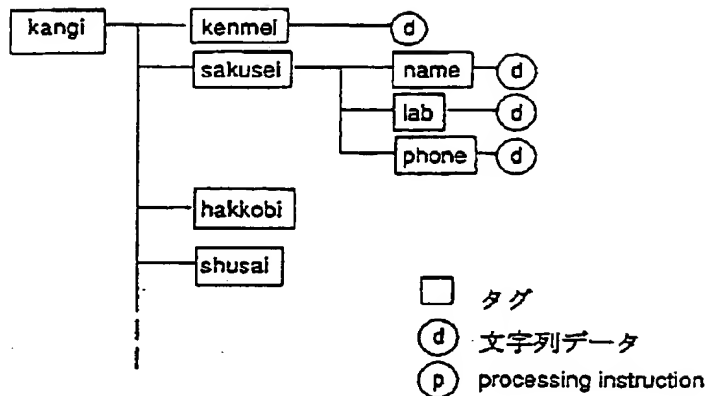 kangi kenmei d
sakusei name d
lab d
phone d
hakkobi
shusai
タグ
d 文字列データ
p processing instruction